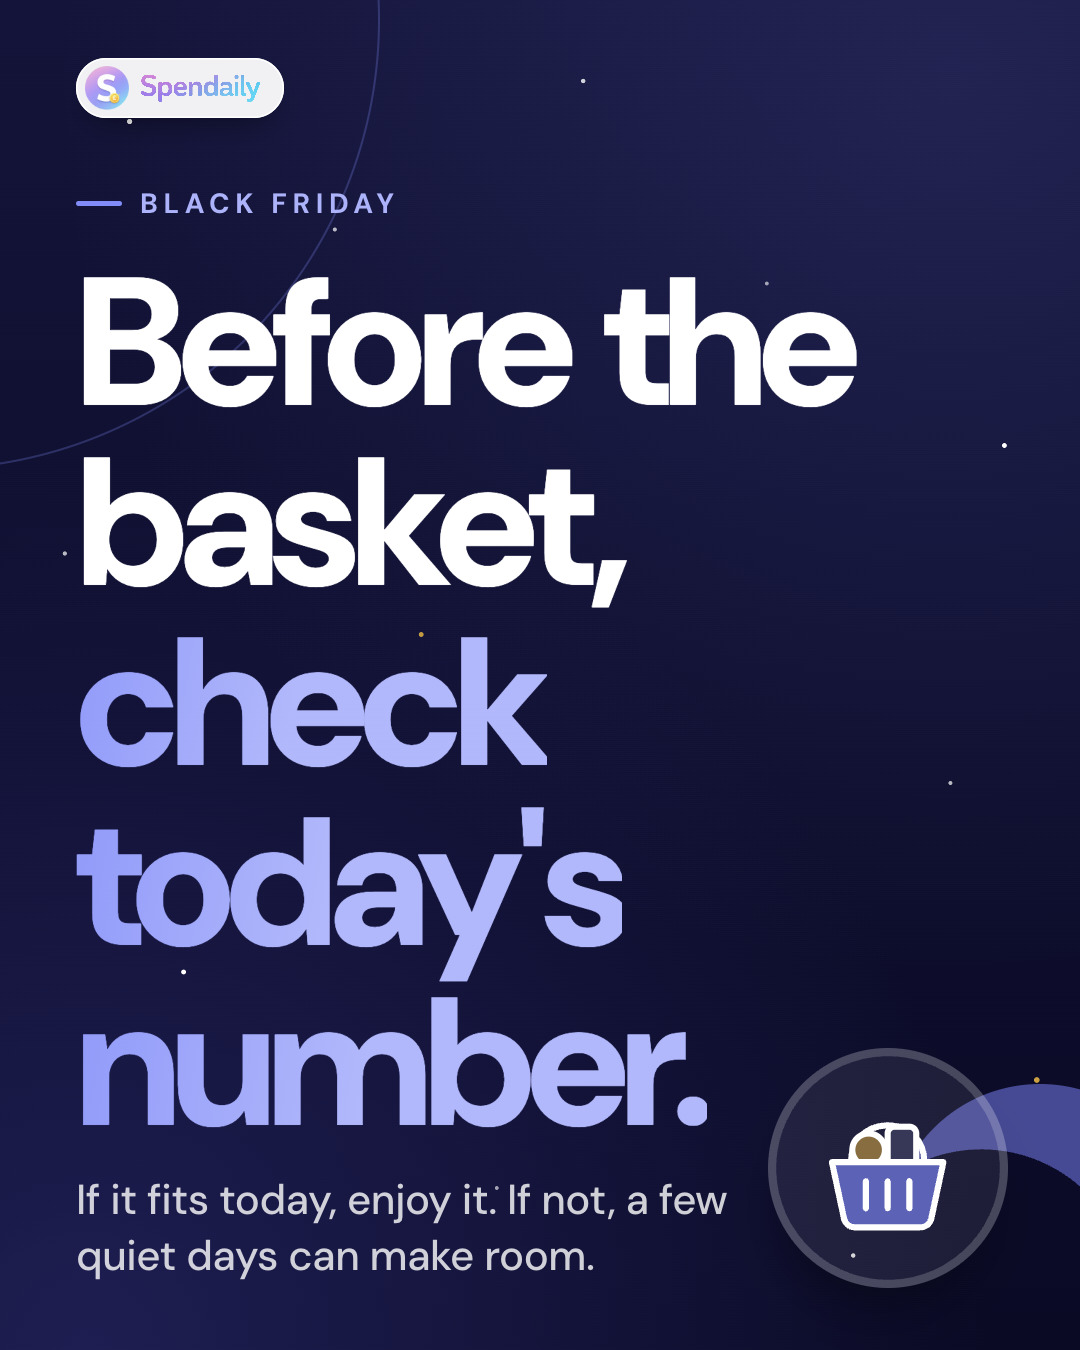 Spendaily
BLACK FRIDAY
Before the
basket,
check
today's
number.
If it fits today, enjoy it. If not, a few
quiet days can make room.